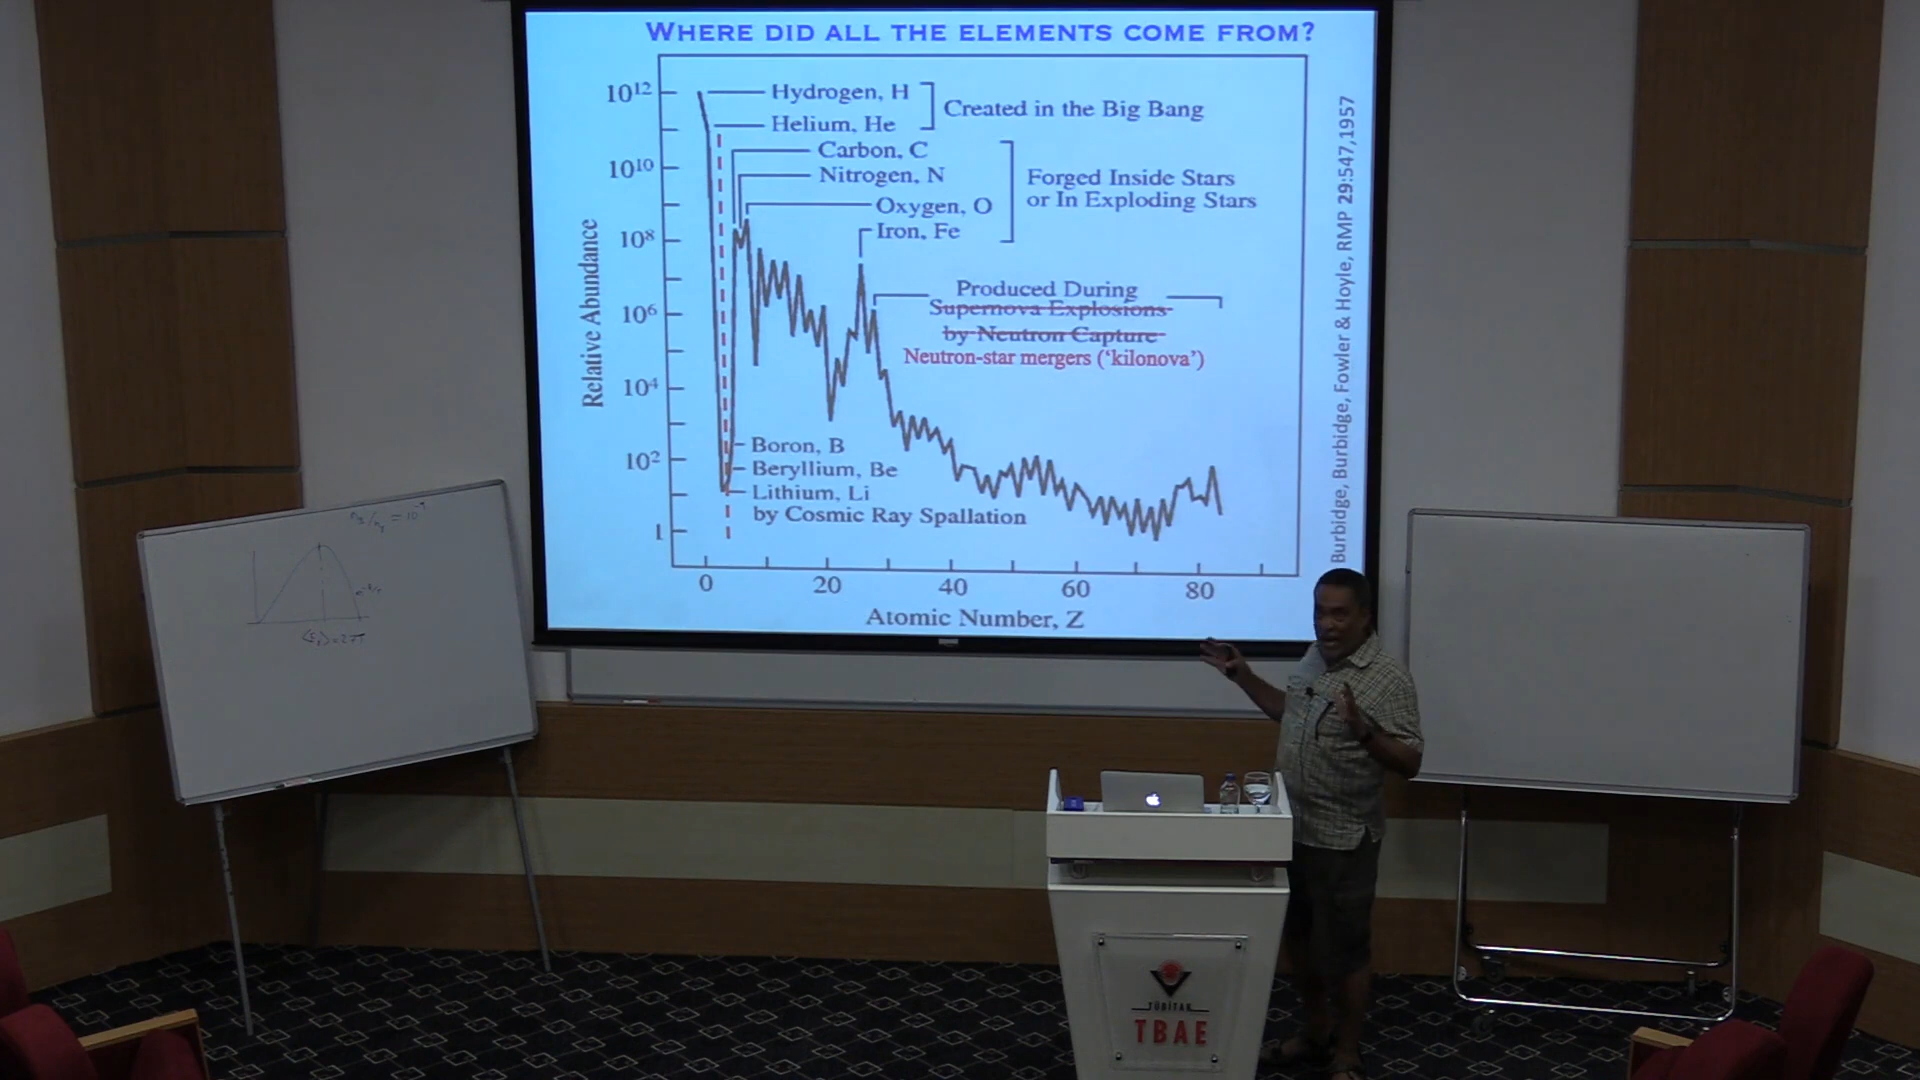 WHERE DID ALL THE ELEMENTS COME FROM?
10¹²
10¹⁰
10⁸
10⁶
10⁴
10²
1
Relative Abundance
Hydrogen, H
Helium, He
Created in the Big Bang
Carbon, C
Nitrogen, N
Oxygen, O
Iron, Fe
Forged Inside Stars
or In Exploding Stars
Produced During
Supernova Explosions
by Neutron Capture
Neutron-star mergers ('kilonova')
Boron, B
Beryllium, Be
Lithium, Li
by Cosmic Ray Spallation
0 20 40 60 80
Atomic Number, Z
Burbidge, Burbidge, Fowler & Hoyle, RMP 29:547,1957
TÜBİTAK
TBAE